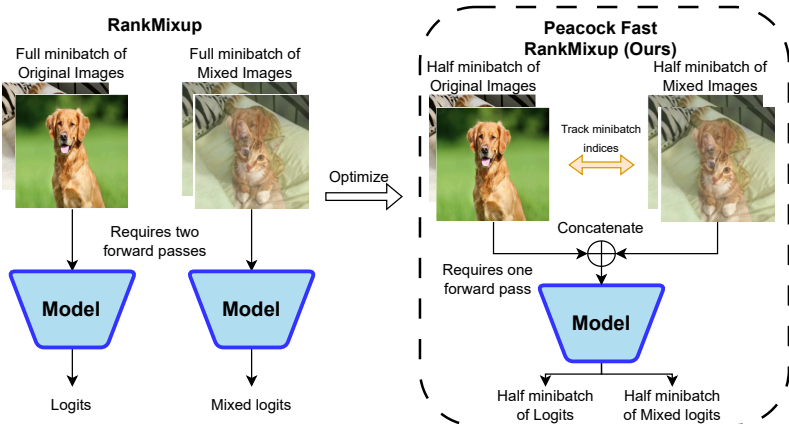 RankMixup
Full minibatch of
Original Images
Full minibatch of
Mixed Images
Requires two
forward passes
Model
Model
Logits
Mixed logits
Optimize
Peacock Fast
RankMixup (Ours)
Half minibatch of
Original Images
Half minibatch of
Mixed Images
Track minibatch
indices
Concatenate
Requires one
forward pass
Model
Half minibatch
of Logits
Half minibatch
of Mixed logits